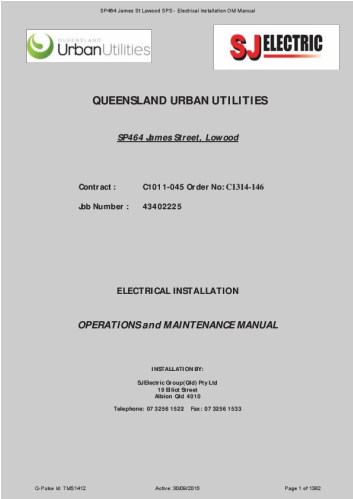 SP464 James St Lowood SPS - Electrical Installation OM Manual
QUEENSLAND
UrbanUtilities
SJ ELECTRIC
QUEENSLAND URBAN UTILITIES
SP464 James Street, Lowood
Contract : C1011-045 Order No: C1314-146
Job Number : 43402225
ELECTRICAL INSTALLATION
OPERATIONS and MAINTENANCE MANUAL
INSTALLATION BY:
SJ Electric Group (Qld) Pty Ltd
19 Elliot Street
Albion Qld 4010
Telephone: 07 3256 1522 Fax: 07 3256 1533
Q-Pulse Id: TMS1412 Active: 30/09/2015 Page 1 of 1382